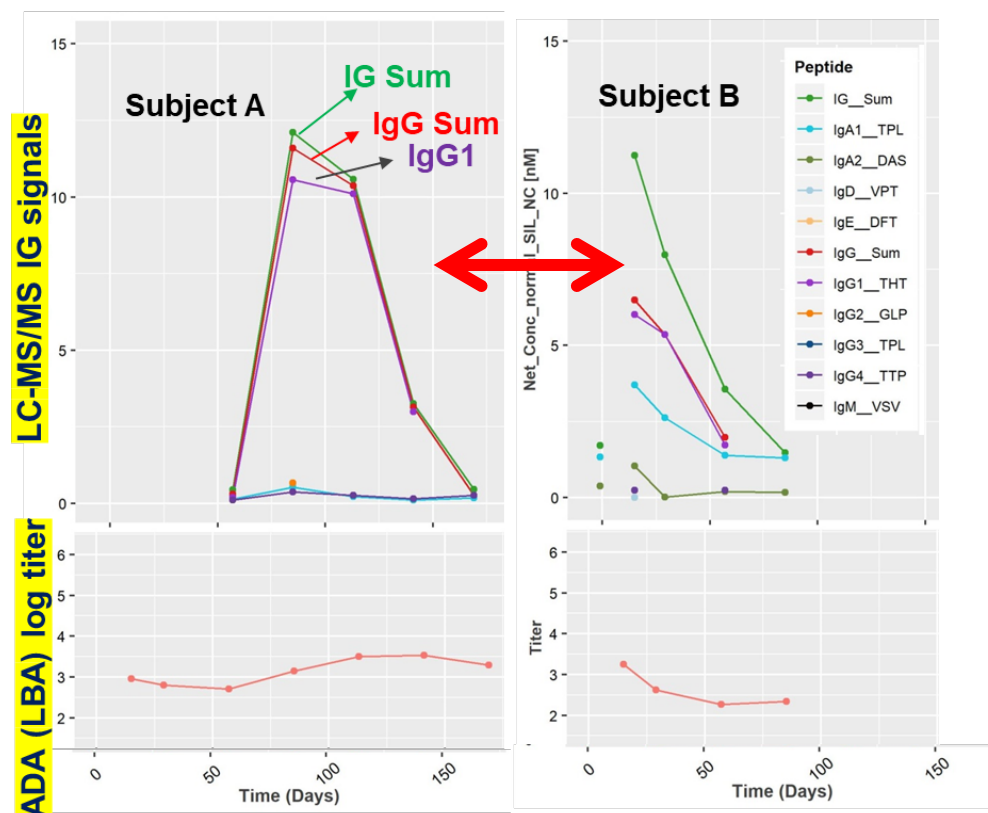 LC-MS/MS IG signals
15
10
5
0
Subject A
IG Sum
IgG Sum
IgG1
Net_Conc_norm
I_SIL_NC [nM]
15
10
5
0
Subject B
Peptide
IG__Sum
IgA1__TPL
IgA2__DAS
IgD__VPT
IgE__DFT
IgG__Sum
IgG1__THT
IgG2__GLP
IgG3__TPL
IgG4__TTP
IgM__VSV
ADA (LBA) log titer
6
5
4
3
2
0
50
100
150
Time (Days)
Titer
6
5
4
3
2
0
50
100
150
Time (Days)